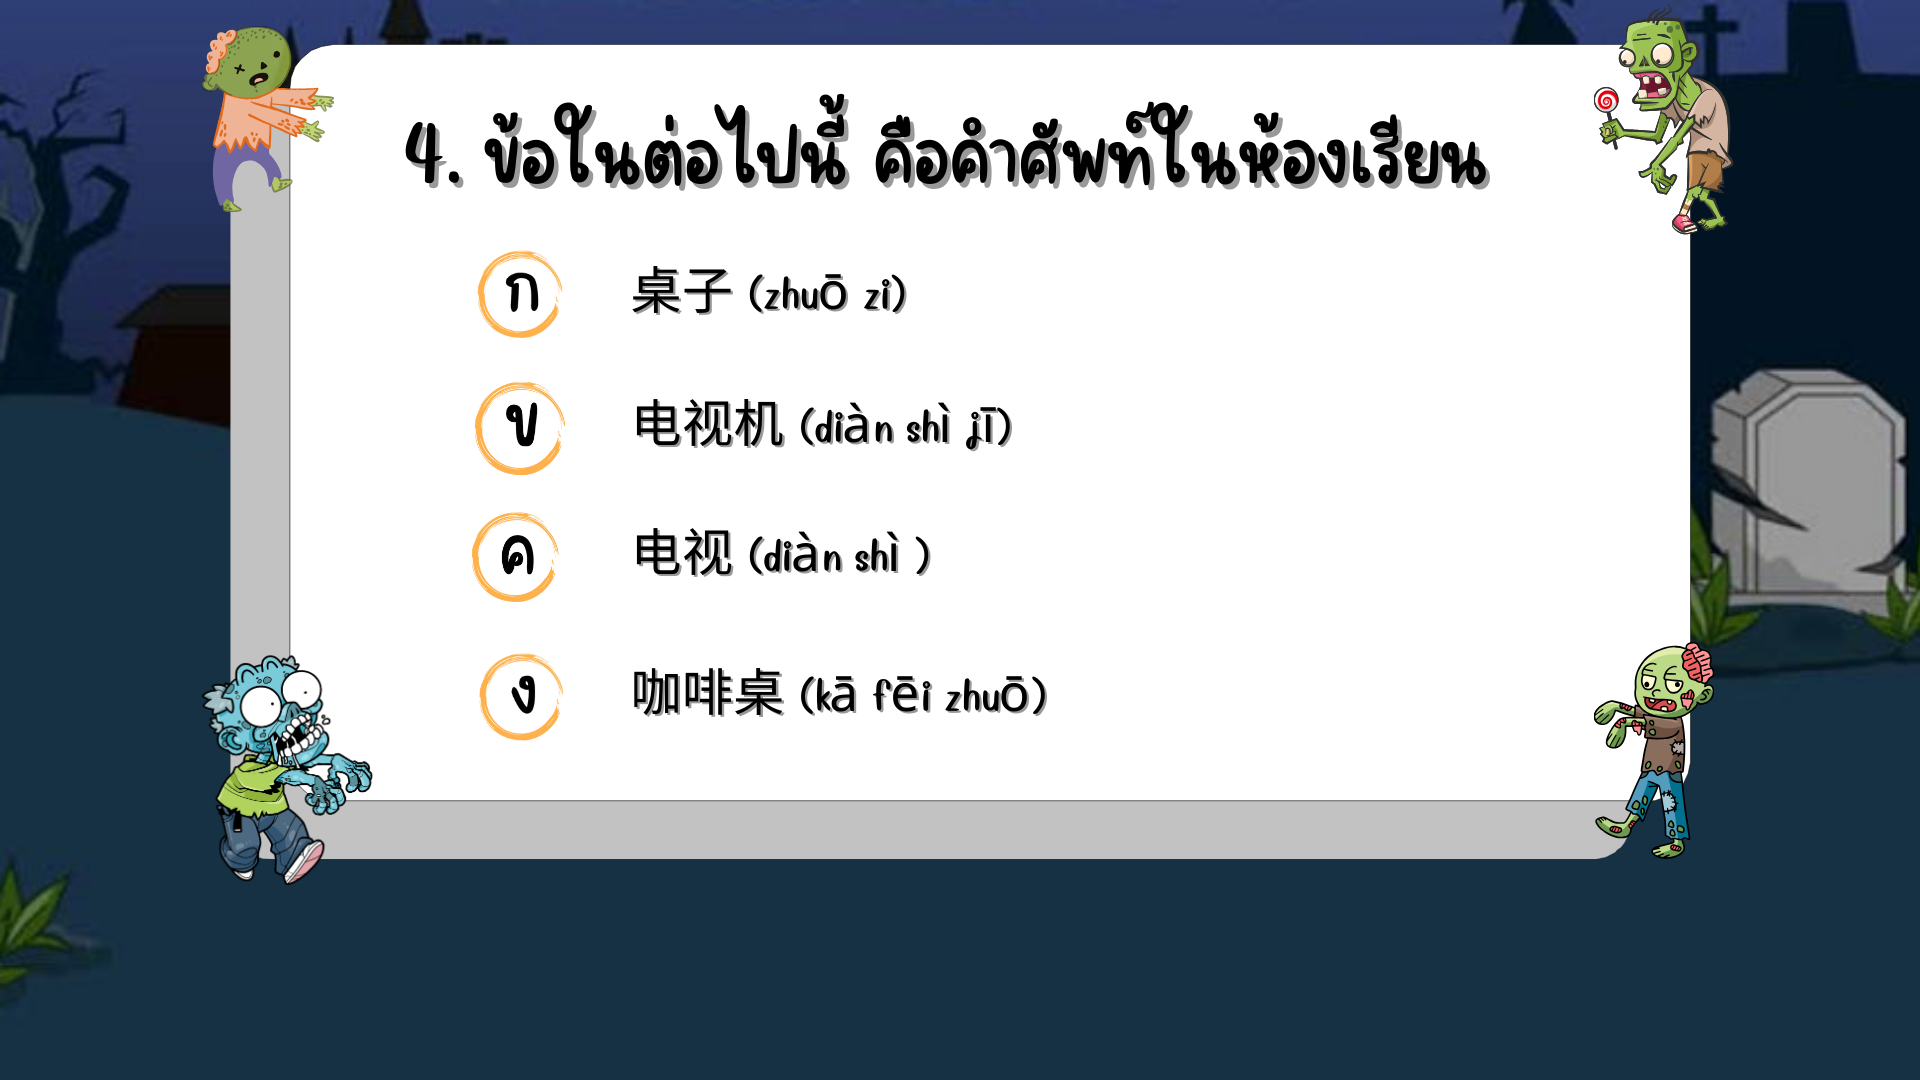 4. ข้อในต่อไปนี้ คือคำศัพท์ในห้องเรียน
ก 桌子 (zhuō zi)
ข 电视机 (diàn shì jī)
ค 电视 (diàn shì )
ง 咖啡桌 (kā fēi zhuō)